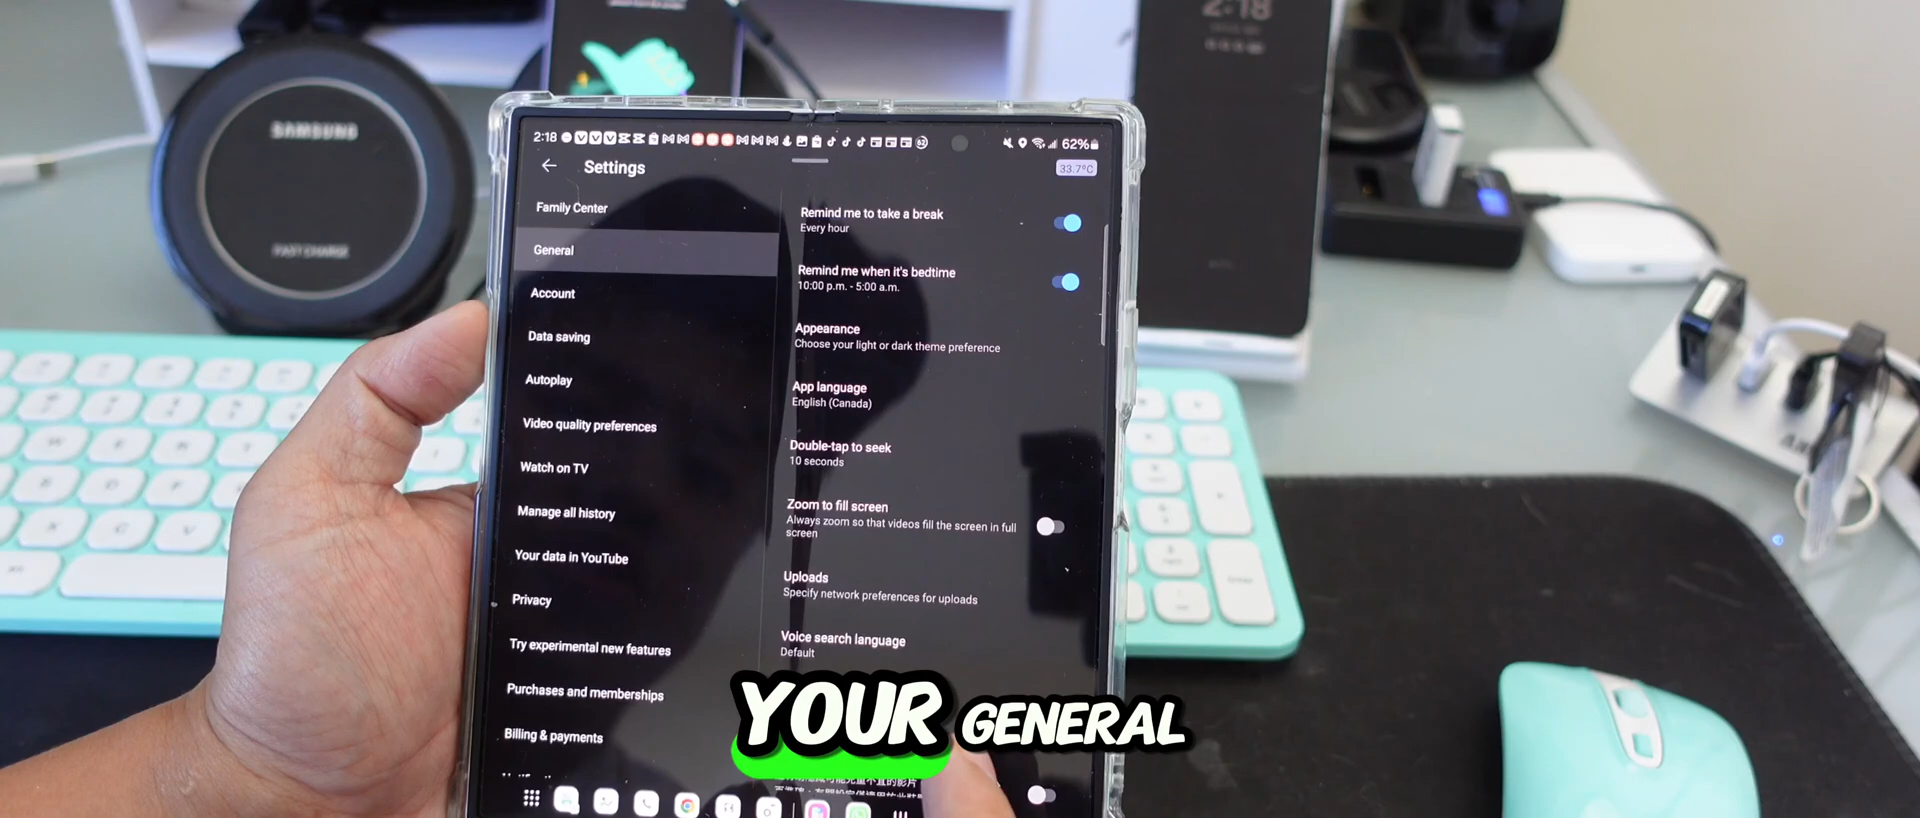 2:18
SAMSUNG
FAST CHARGE
2:18
62%
Settings
33.7°C
Family Center
General
Account
Data saving
Autoplay
Video quality preferences
Watch on TV
Manage all history
Your data in YouTube
Privacy
Try experimental new features
Purchases and memberships
Billing & payments
Remind me to take a break
Every hour
Remind me when it's bedtime
10:00 p.m. - 5:00 a.m.
Appearance
Choose your light or dark theme preference
App language
English (Canada)
Double-tap to seek
10 seconds
Zoom to fill screen
Always zoom so that videos fill the screen in full
screen
Uploads
Specify network preferences for uploads
Voice search language
Default
YOUR GENERAL